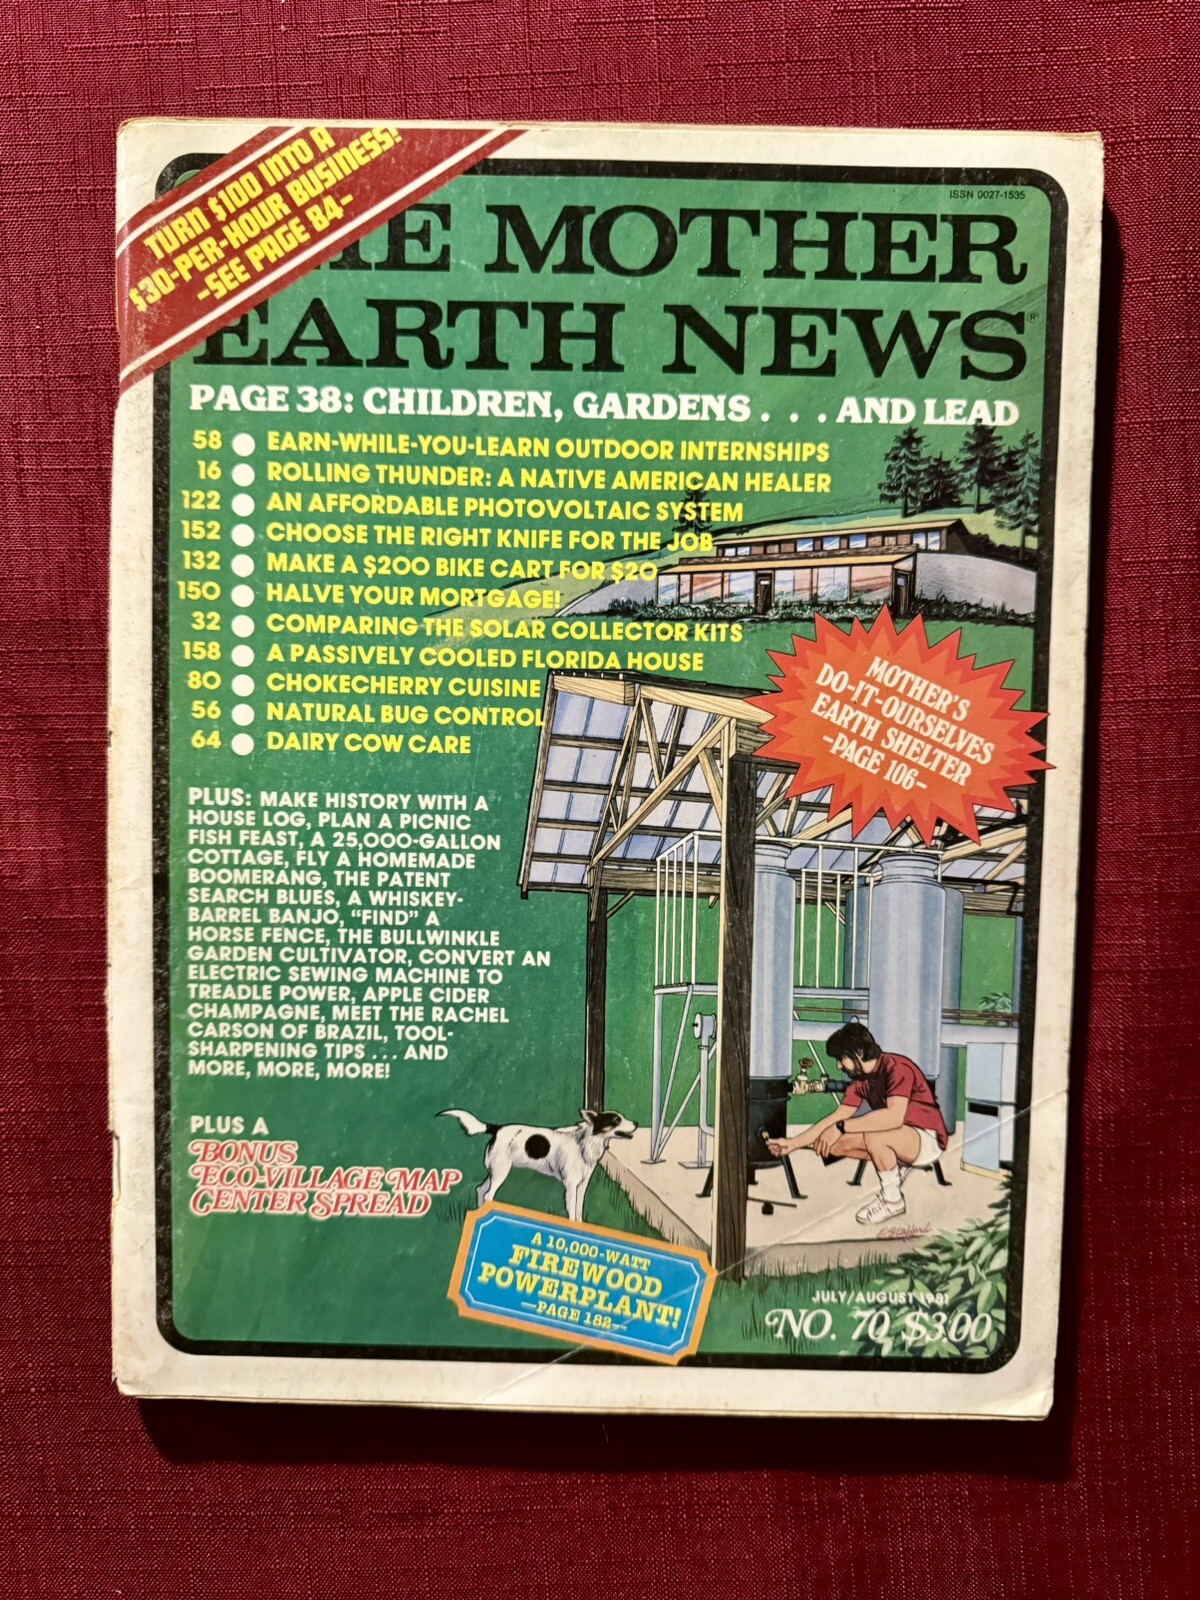 TURN $100 INTO A
$30-PER-HOUR BUSINESS!
-SEE PAGE 84-
ISSN 0027-1535
THE MOTHER
EARTH NEWS®
PAGE 38: CHILDREN, GARDENS . . . AND LEAD
58 ● EARN-WHILE-YOU-LEARN OUTDOOR INTERNSHIPS
16 ● ROLLING THUNDER: A NATIVE AMERICAN HEALER
122 ● AN AFFORDABLE PHOTOVOLTAIC SYSTEM
152 ● CHOOSE THE RIGHT KNIFE FOR THE JOB
132 ● MAKE A $200 BIKE CART FOR $20
150 ● HALVE YOUR MORTGAGE!
32 ● COMPARING THE SOLAR COLLECTOR KITS
158 ● A PASSIVELY COOLED FLORIDA HOUSE
80 ● CHOKECHERRY CUISINE
56 ● NATURAL BUG CONTROL
64 ● DAIRY COW CARE
MOTHER'S
DO-IT-OURSELVES
EARTH SHELTER
-PAGE 106-
PLUS: MAKE HISTORY WITH A
HOUSE LOG, PLAN A PICNIC
FISH FEAST, A 25,000-GALLON
COTTAGE, FLY A HOMEMADE
BOOMERANG, THE PATENT
SEARCH BLUES, A WHISKEY-
BARREL BANJO, "FIND" A
HORSE FENCE, THE BULLWINKLE
GARDEN CULTIVATOR, CONVERT AN
ELECTRIC SEWING MACHINE TO
TREADLE POWER, APPLE CIDER
CHAMPAGNE, MEET THE RACHEL
CARSON OF BRAZIL, TOOL-
SHARPENING TIPS . . . AND
MORE, MORE, MORE!
PLUS A
BONUS
ECO-VILLAGE MAP
CENTER SPREAD
K Stafford
A 10,000-WATT
FIREWOOD
POWERPLANT!
—PAGE 182—
JULY/AUGUST 1981
NO. 70 $3.00